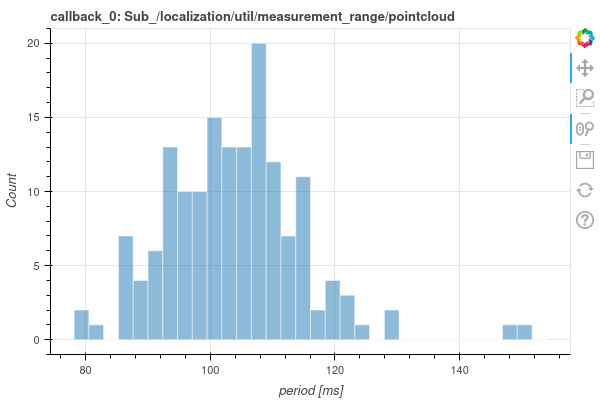 callback_0: Sub_/localization/util/measurement_range/pointcloud
20
15
10
5
0
Count
80 100 120 140
period [ms]